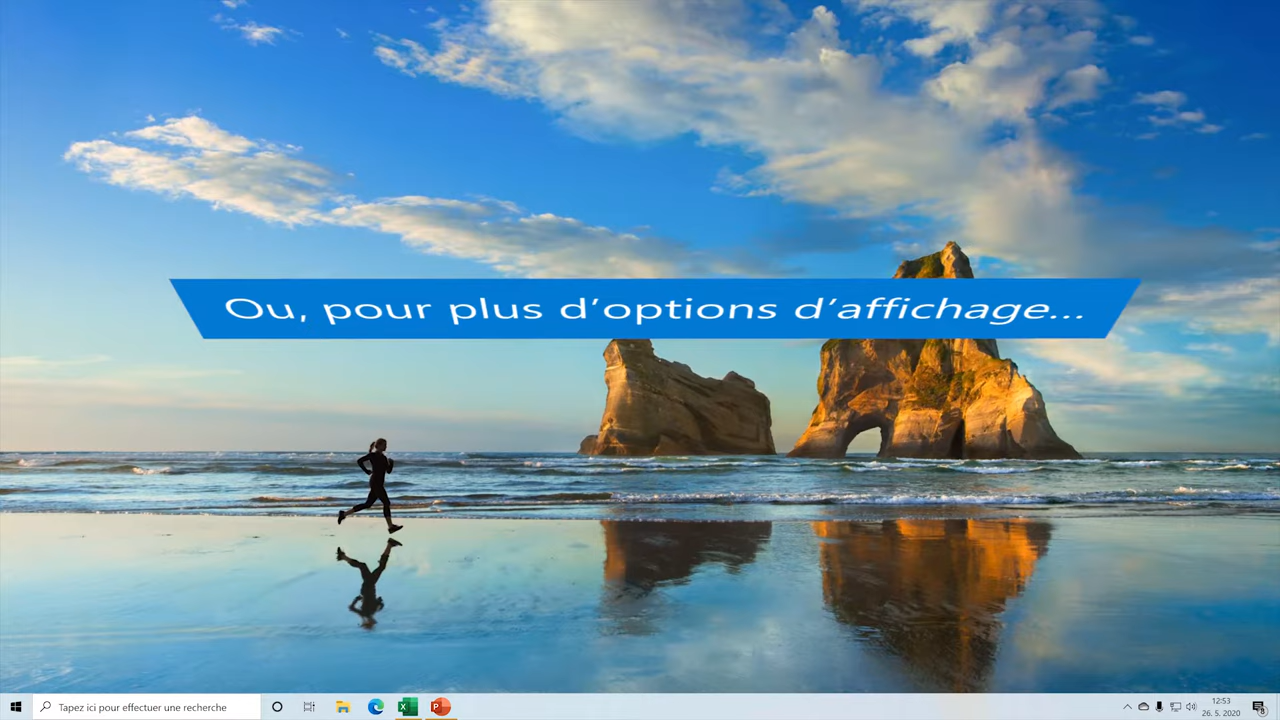 Ou, pour plus d’options d’affichage...
Tapez ici pour effectuer une recherche
12:53
26. 5. 2020